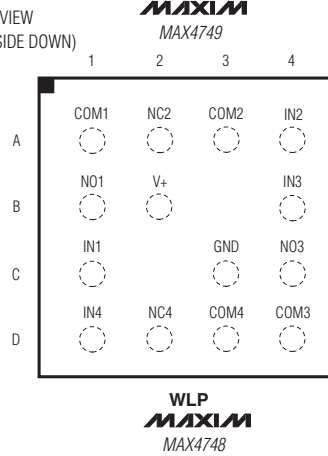 VIEW
SIDE DOWN)
MAXIM
MAX4749
1 2 3 4
A
COM1 NC2 COM2 IN2
B
NO1 V+ IN3
C
IN1 GND NO3
D
IN4 NC4 COM4 COM3
WLP
MAXIM
MAX4748